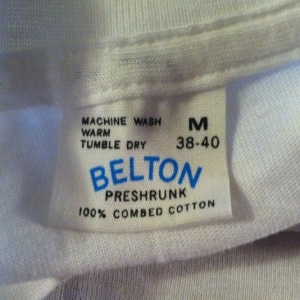 MACHINE WASH
WARM
TUMBLE DRY
M
38-40
BELTON
PRESHRUNK
100% COMBED COTTON